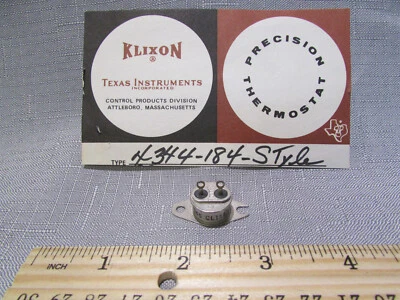 KLIXON
®
TEXAS INSTRUMENTS
INCORPORATED
CONTROL PRODUCTS DIVISION
ATTLEBORO, MASSACHUSETTS
PRECISION
THERMOSTAT
TYPE 4344-184-STyle
INCH 1 2 3 4